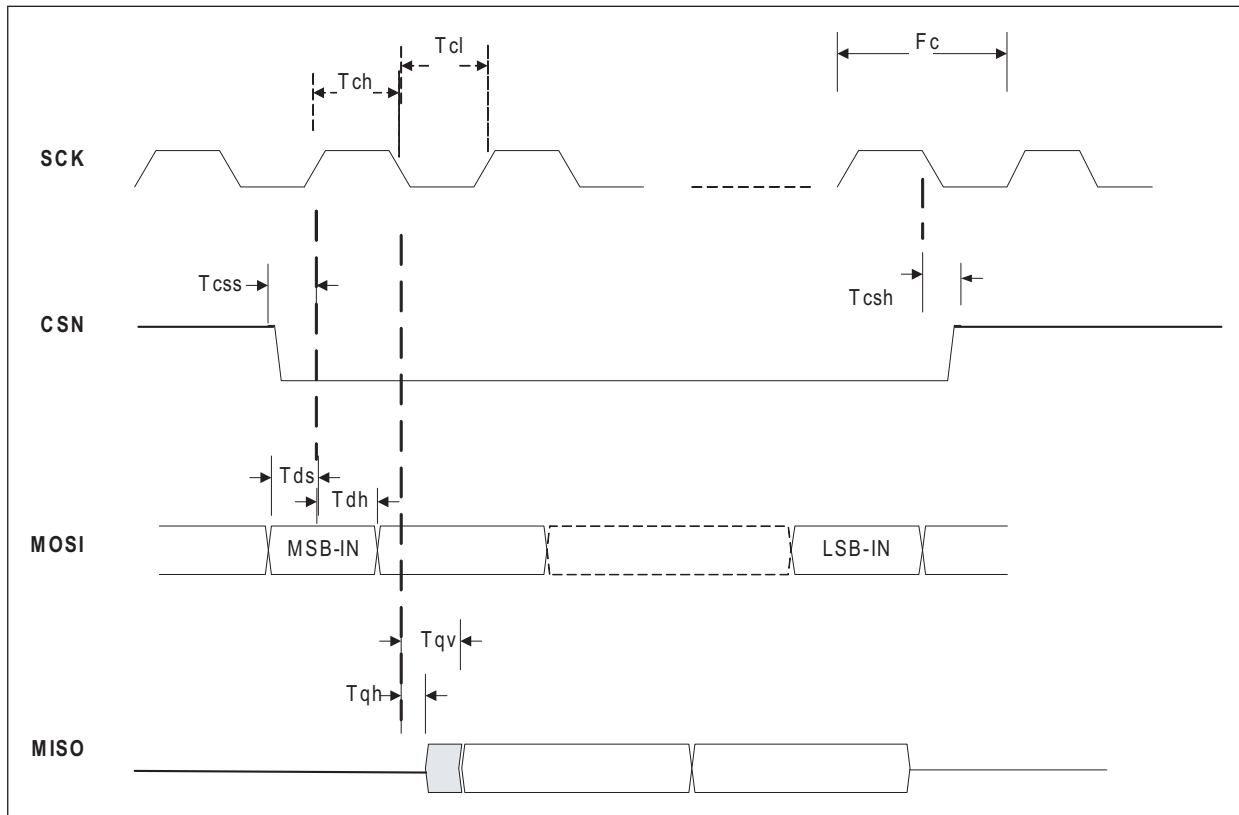 Tcl
Fc
Tch
SCK
Tcss
Tcsh
CSN
Tds
Tdh
MOSI
MSB-IN
LSB-IN
Tqv
Tqh
MISO